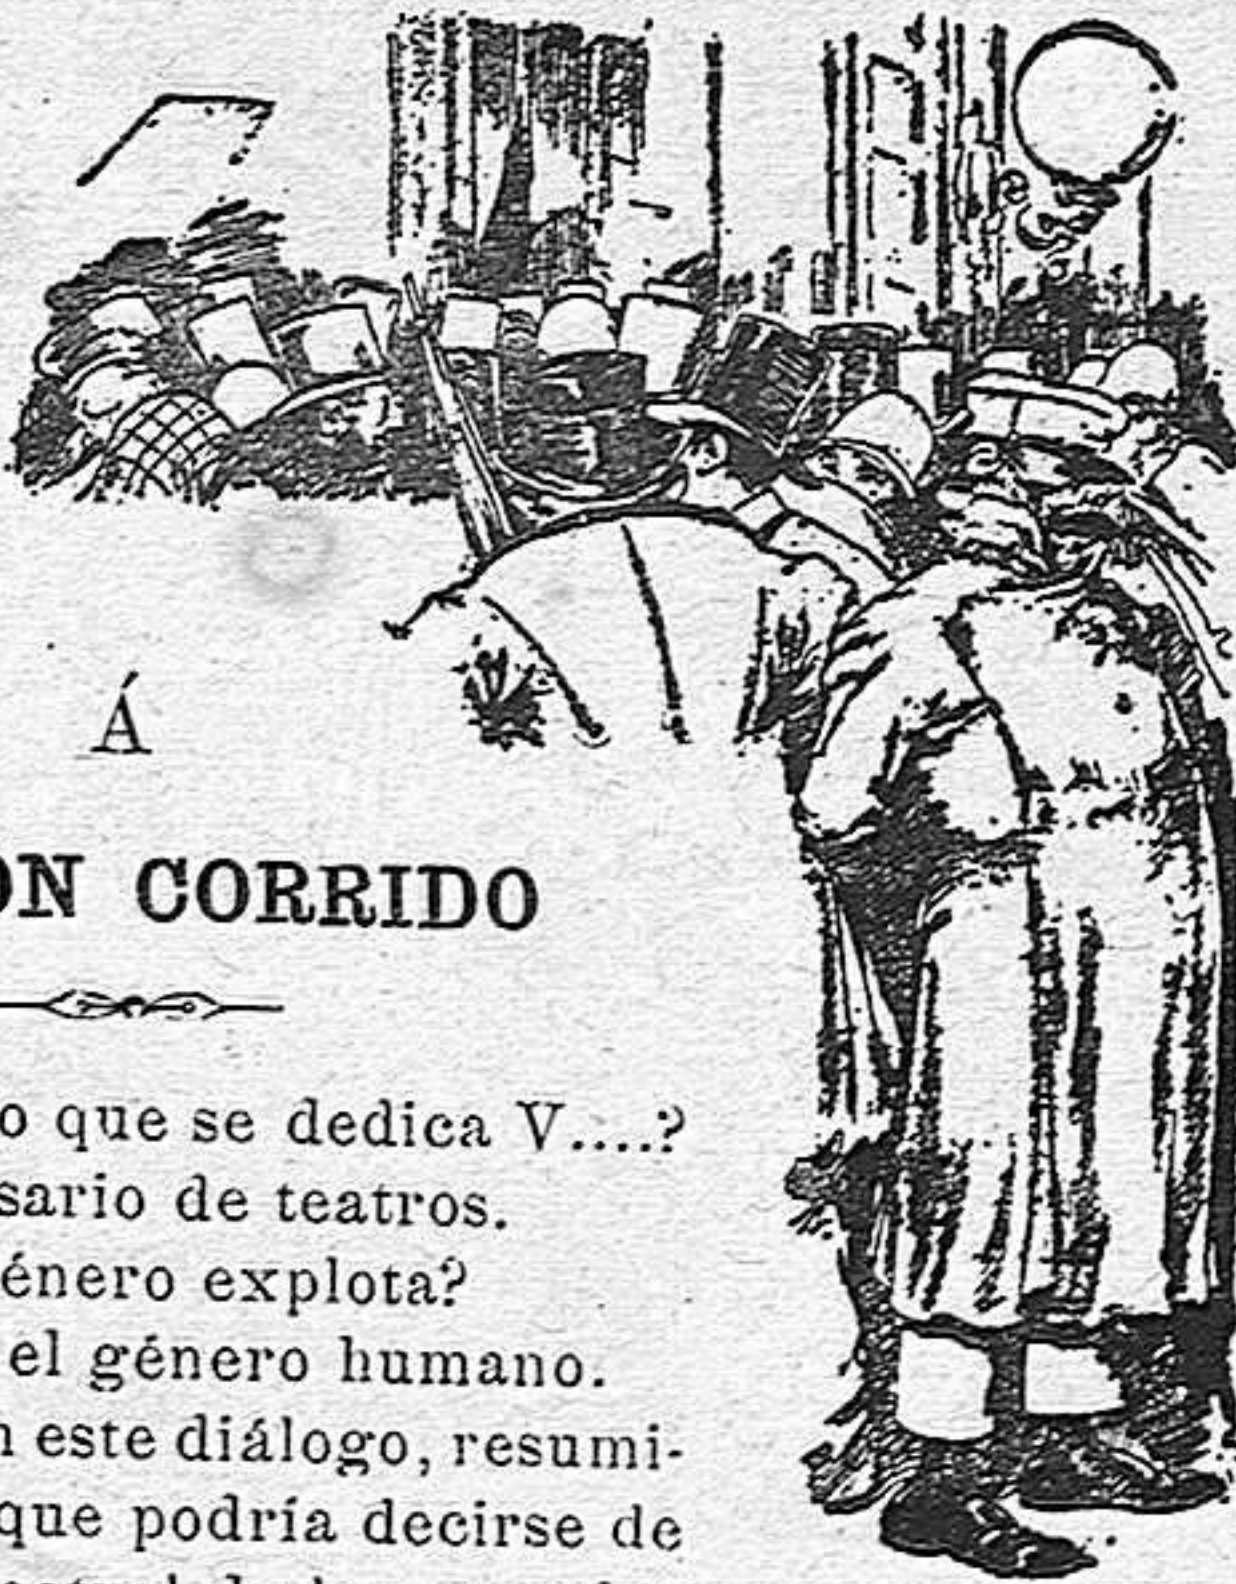 Á
ON CORRIDO
o que se dedica V....?
sario de teatros.
énero explota?
el género humano.
n este diálogo, resumi-
que podría decirse de